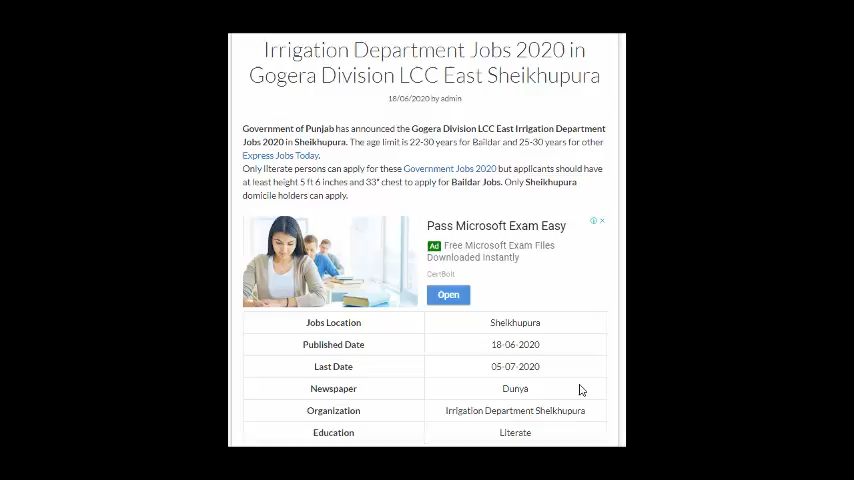 Irrigation Department Jobs 2020 in
Gogera Division LCC East Sheikhupura
18/06/2020 by admin
Government of Punjab has announced the Gogera Division LCC East Irrigation Department
Jobs 2020 in Sheikhupura. The age limit is 22-30 years for Baildar and 25-30 years for other
Express Jobs Today.
Only literate persons can apply for these Government Jobs 2020 but applicants should have
at least height 5 ft 6 inches and 33" chest to apply for Baildar Jobs. Only Sheikhupura
domicile holders can apply.
Pass Microsoft Exam Easy
Ad Free Microsoft Exam Files
Downloaded Instantly
CertBolt
Open
Jobs Location Sheikhupura
Published Date 18-06-2020
Last Date 05-07-2020
Newspaper Dunya
Organization Irrigation Department Sheikhupura
Education Literate